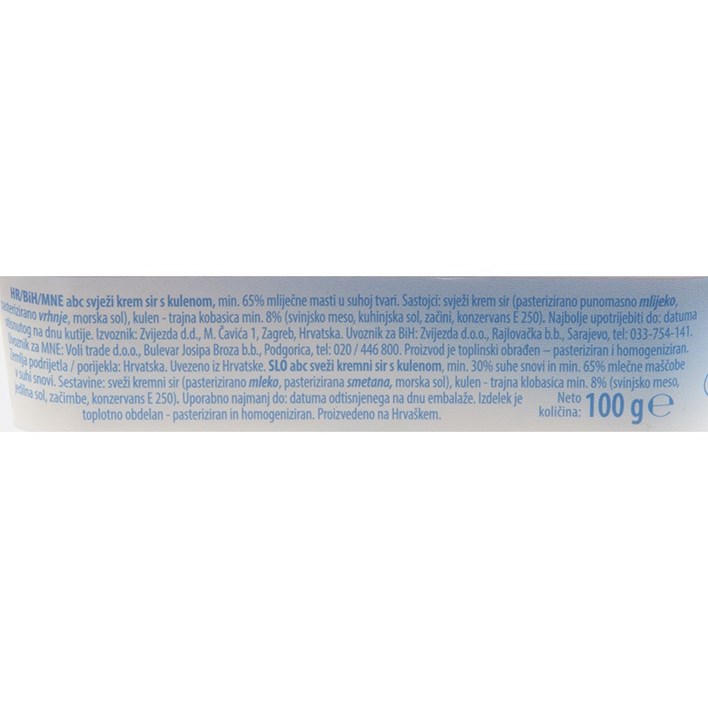 HR/BiH/MNE abc svježi krem sir s kulenom, min. 65% mliječne masti u suhoj tvari. Sastojci: svježi krem sir (pasterizirano punomasno mlijeko,
pasterizirano vrhnje, morska sol), kulen - trajna kobasica min. 8% (svinjsko meso, kuhinjska sol, začini, konzervans E 250). Najbolje upotrijebiti do: datuma
otisnutog na dnu kutije. Izvoznik: Zvijezda d.d., M. Čavića 1, Zagreb, Hrvatska. Uvoznik za BiH: Zvijezda d.o.o., Rajlovačka b.b., Sarajevo, tel: 033-754-141.
Uvoznik za MNE: Voli trade d.o.o., Bulevar Josipa Broza b.b., Podgorica, tel: 020 / 446 800. Proizvod je toplinski obrađen – pasteriziran i homogeniziran.
Zemlja podrijetla / porijekla: Hrvatska. Uvezeno iz Hrvatske. SLO abc sveži kremni sir s kulenom, min. 30% suhe snovi in min. 65% mlečne maščobe
v suhi snovi. Sestavine: sveži kremni sir (pasterizirano mleko, pasterizirana smetana, morska sol), kulen - trajna klobasica min. 8% (svinjsko meso,
jedilna sol, začimbe, konzervans E 250). Uporabno najmanj do: datuma odtisnjenega na dnu embalaže. Izdelek je
toplotno obdelan - pasteriziran in homogeniziran. Proizvedeno na Hrvaškem.
Neto
količina: 100 g ℮